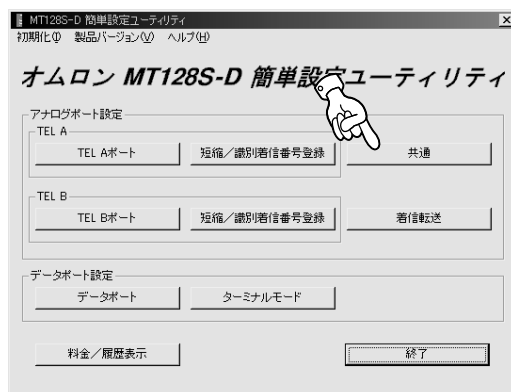 MT128S-D 簡単設定ユーティリティ
初期化(I) 製品バージョン(V) ヘルプ(H)
オムロン MT128S-D 簡単設定ユーティリティ
アナログポート設定
TEL A
TEL Aポート 短縮／識別着信番号登録 共通
TEL B
TEL Bポート 短縮／識別着信番号登録 着信転送
データポート設定
データポート ターミナルモード
料金／履歴表示 終了